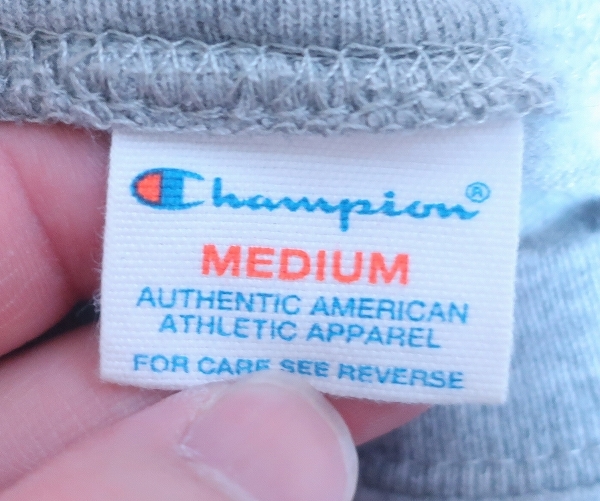 Champion®
MEDIUM
AUTHENTIC AMERICAN
ATHLETIC APPAREL
FOR CARE SEE REVERSE